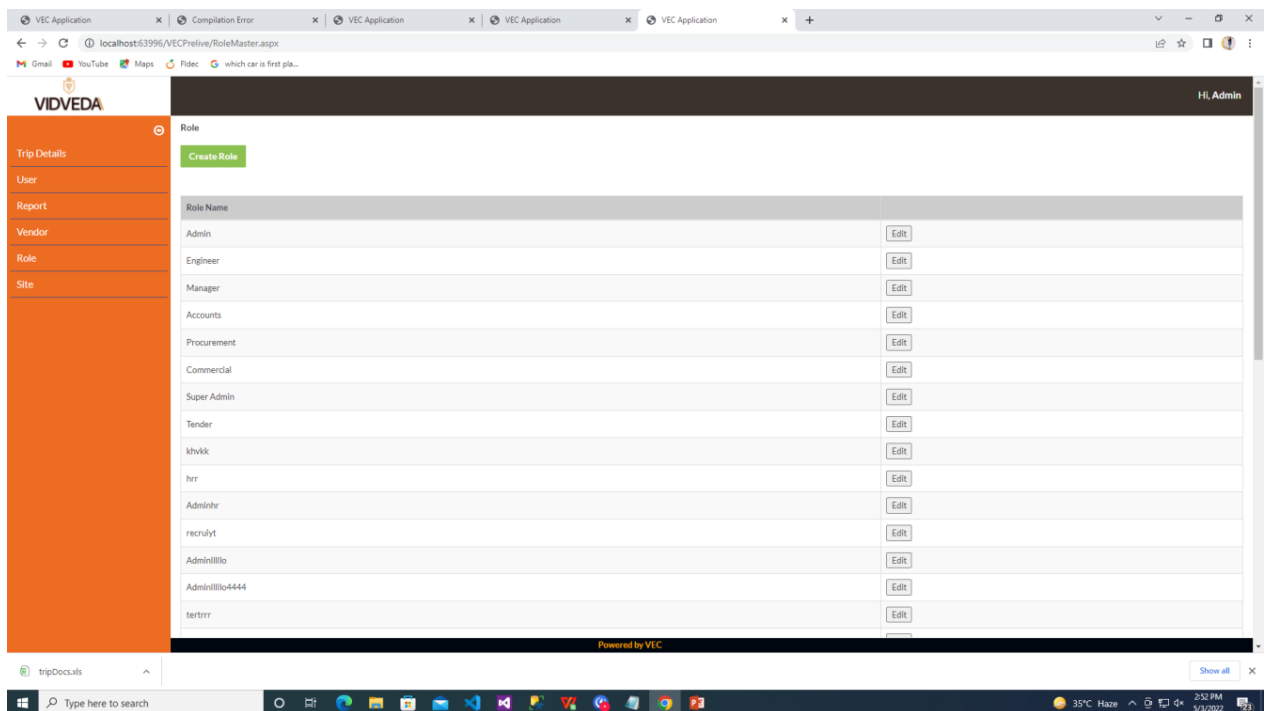 VEC Application
Compilation Error
VEC Application
VEC Application
VEC Application
localhost:63996/VECPrelive/RoleMaster.aspx
Gmail YouTube Maps Fldec which car is first pla...
VIDVEDA
Hi, Admin
Role
Trip Details
Create Role
User
Report
Role Name
Vendor
Admin Edit
Role
Engineer Edit
Site
Manager Edit
Accounts Edit
Procurement Edit
Commercial Edit
Super Admin Edit
Tender Edit
khvkk Edit
hrr Edit
Adminhr Edit
recruiyt Edit
Adminlllllo Edit
Adminlllllo4444 Edit
tertrrr Edit
Powered by VEC
tripDocs.xls
Show all
Type here to search
35°C Haze
2:52 PM
5/3/2022
23